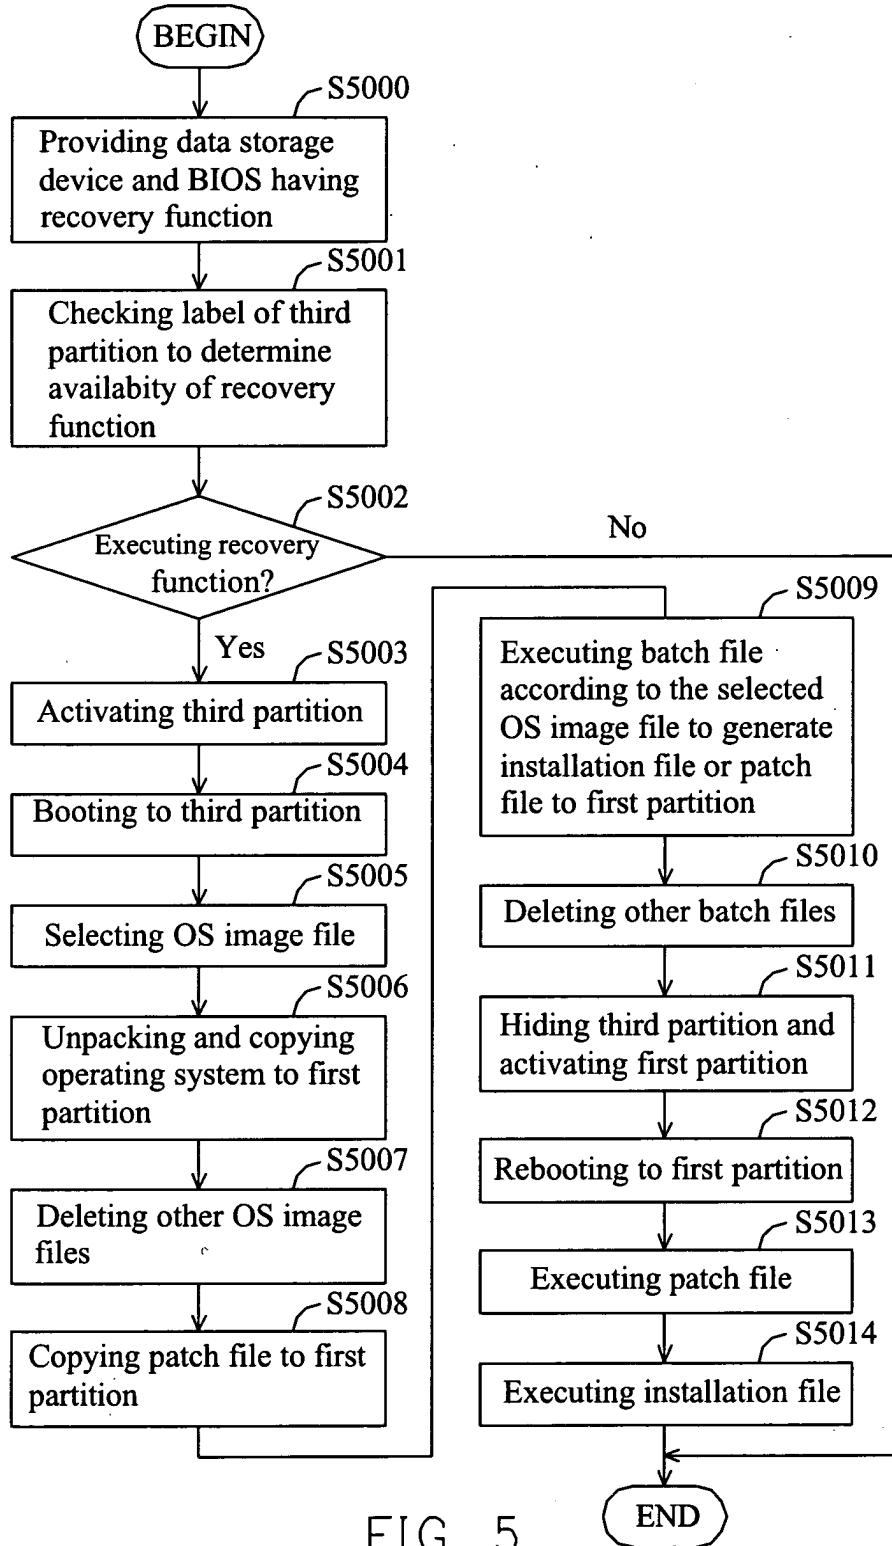 BEGIN
S5000
Providing data storage
device and BIOS having
recovery function
S5001
Checking label of third
partition to determine
availabity of recovery
function
S5002
Executing recovery
function?
No
Yes
S5003
Activating third partition
S5004
Booting to third partition
S5005
Selecting OS image file
S5006
Unpacking and copying
operating system to first
partition
S5007
Deleting other OS image
files
S5008
Copying patch file to first
partition
S5009
Executing batch file
according to the selected
OS image file to generate
installation file or patch
file to first partition
S5010
Deleting other batch files
S5011
Hiding third partition and
activating first partition
S5012
Rebooting to first partition
S5013
Executing patch file
S5014
Executing installation file
END
FIG. 5